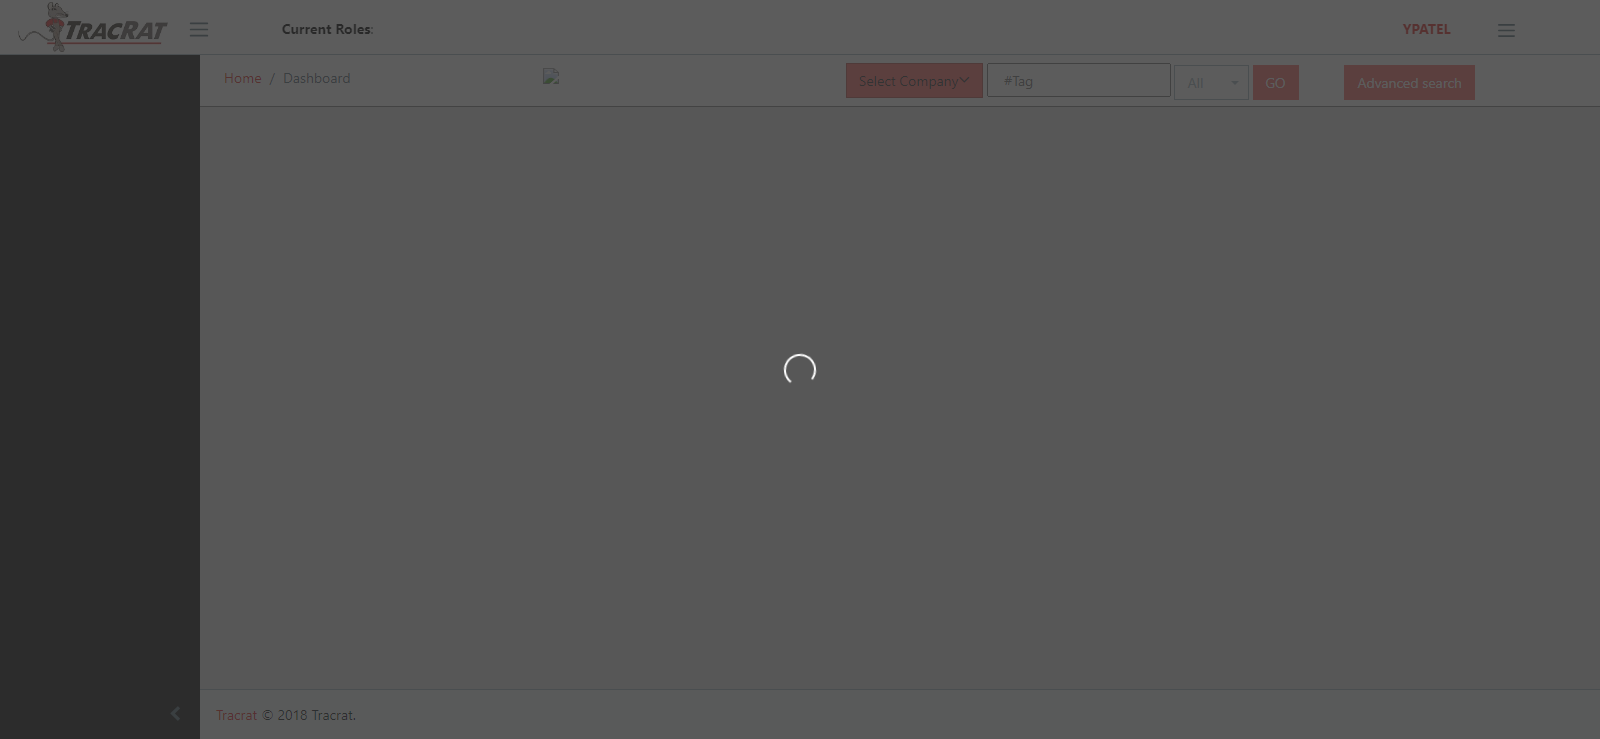 TRACRAT
Current Roles:
YPATEL
Home / Dashboard
Select Company
#Tag
All
GO
Advanced search
Tracrat © 2018 Tracrat.